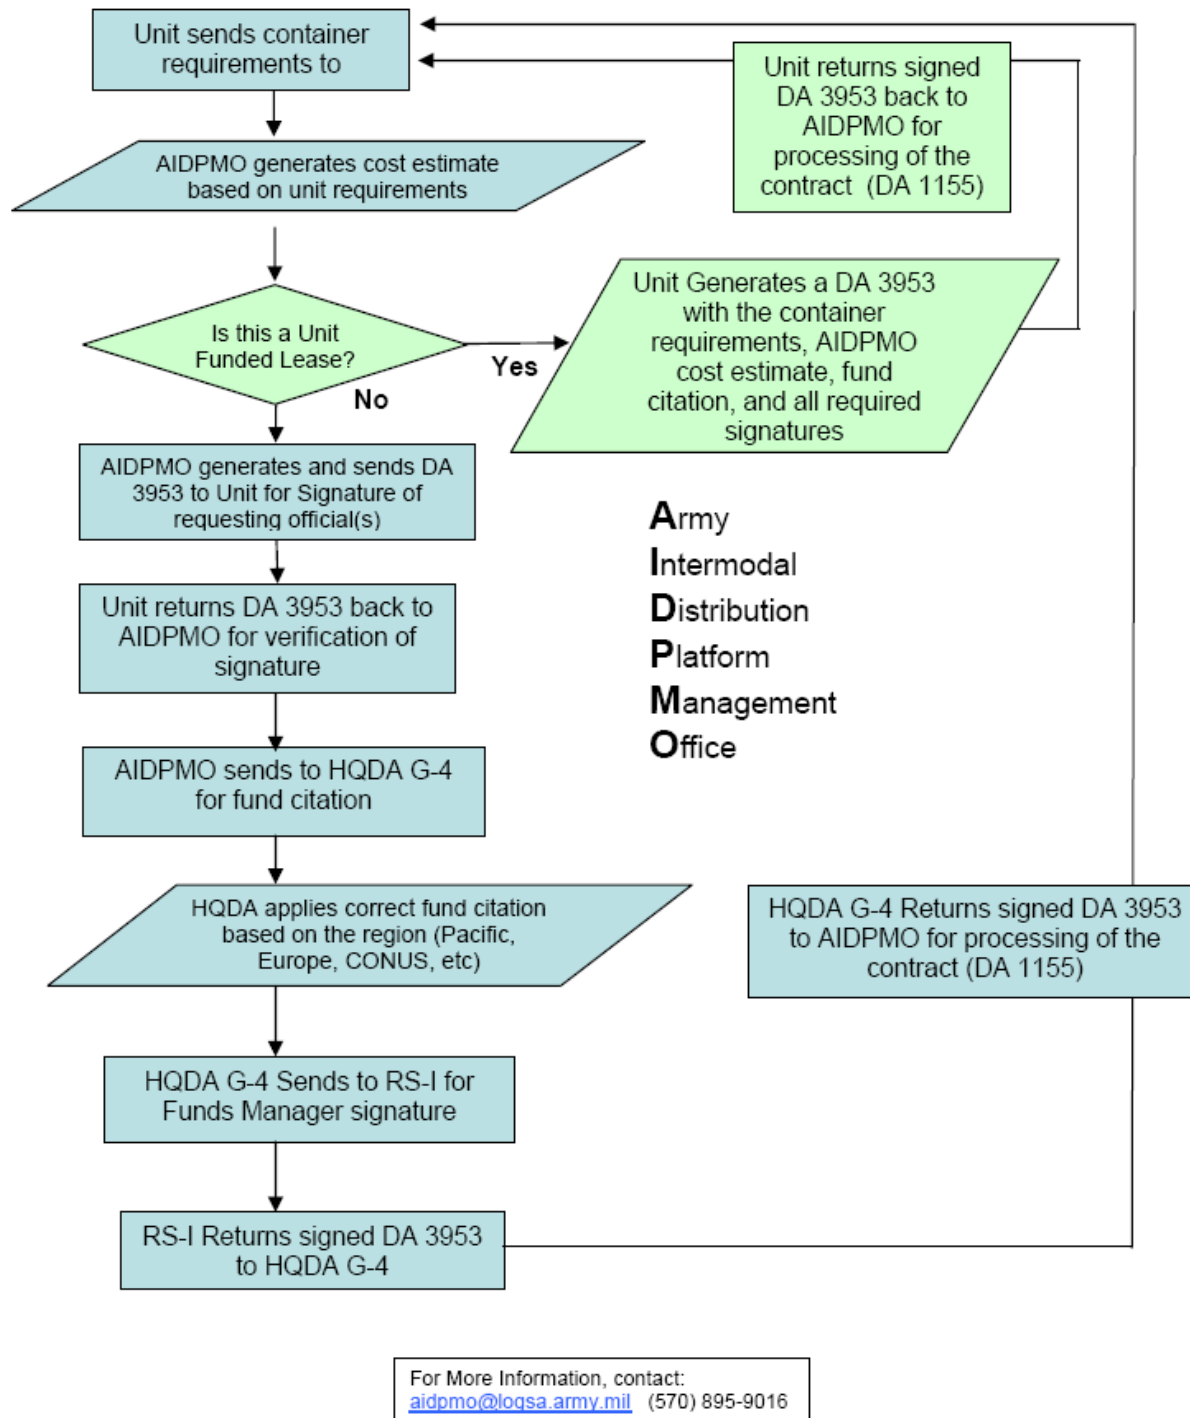 Unit sends container
requirements to
AIDPMO generates cost estimate
based on unit requirements
Is this a Unit
Funded Lease?
Yes
No
Unit returns signed
DA 3953 back to
AIDPMO for
processing of the
contract (DA 1155)
Unit Generates a DA 3953
with the container
requirements, AIDPMO
cost estimate, fund
citation, and all required
signatures
AIDPMO generates and sends DA
3953 to Unit for Signature of
requesting official(s)
Unit returns DA 3953 back to
AIDPMO for verification of
signature
AIDPMO sends to HQDA G-4
for fund citation
HQDA applies correct fund citation
based on the region (Pacific,
Europe, CONUS, etc)
HQDA G-4 Sends to RS-I for
Funds Manager signature
RS-I Returns signed DA 3953
to HQDA G-4
Army
Intermodal
Distribution
Platform
Management
Office
HQDA G-4 Returns signed DA 3953
to AIDPMO for processing of the
contract (DA 1155)
For More Information, contact:
aidpmo@logsa.army.mil (570) 895-9016